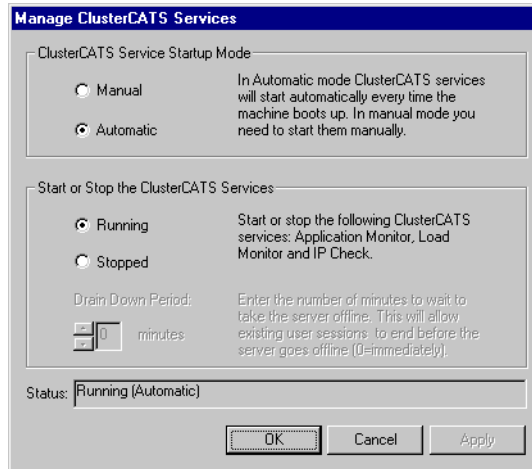 Manage ClusterCATS Services
ClusterCATS Service Startup Mode
Manual
Automatic
In Automatic mode ClusterCATS services
will start automatically every time the
machine boots up. In manual mode you
need to start them manually.
Start or Stop the ClusterCATS Services
Running
Stopped
Start or stop the following ClusterCATS
services: Application Monitor, Load
Monitor and IP Check.
Drain Down Period:
0 minutes
Enter the number of minutes to wait to
take the server offline. This will allow
existing user sessions to end before the
server goes offline (0=immediately).
Status: Running (Automatic)
OK Cancel Apply